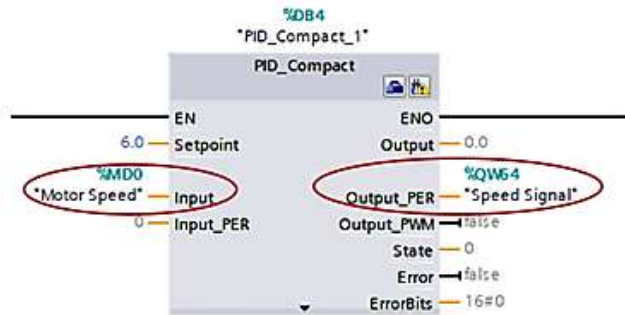 %DB4
"PID_Compact_1"
PID_Compact
EN ENO
6.0 Setpoint Output 0.0
%MD0 %QW64
"Motor Speed" Input Output_PER "Speed Signal"
0 Input_PER Output_PWM false
State 0
Error false
ErrorBits 16#0